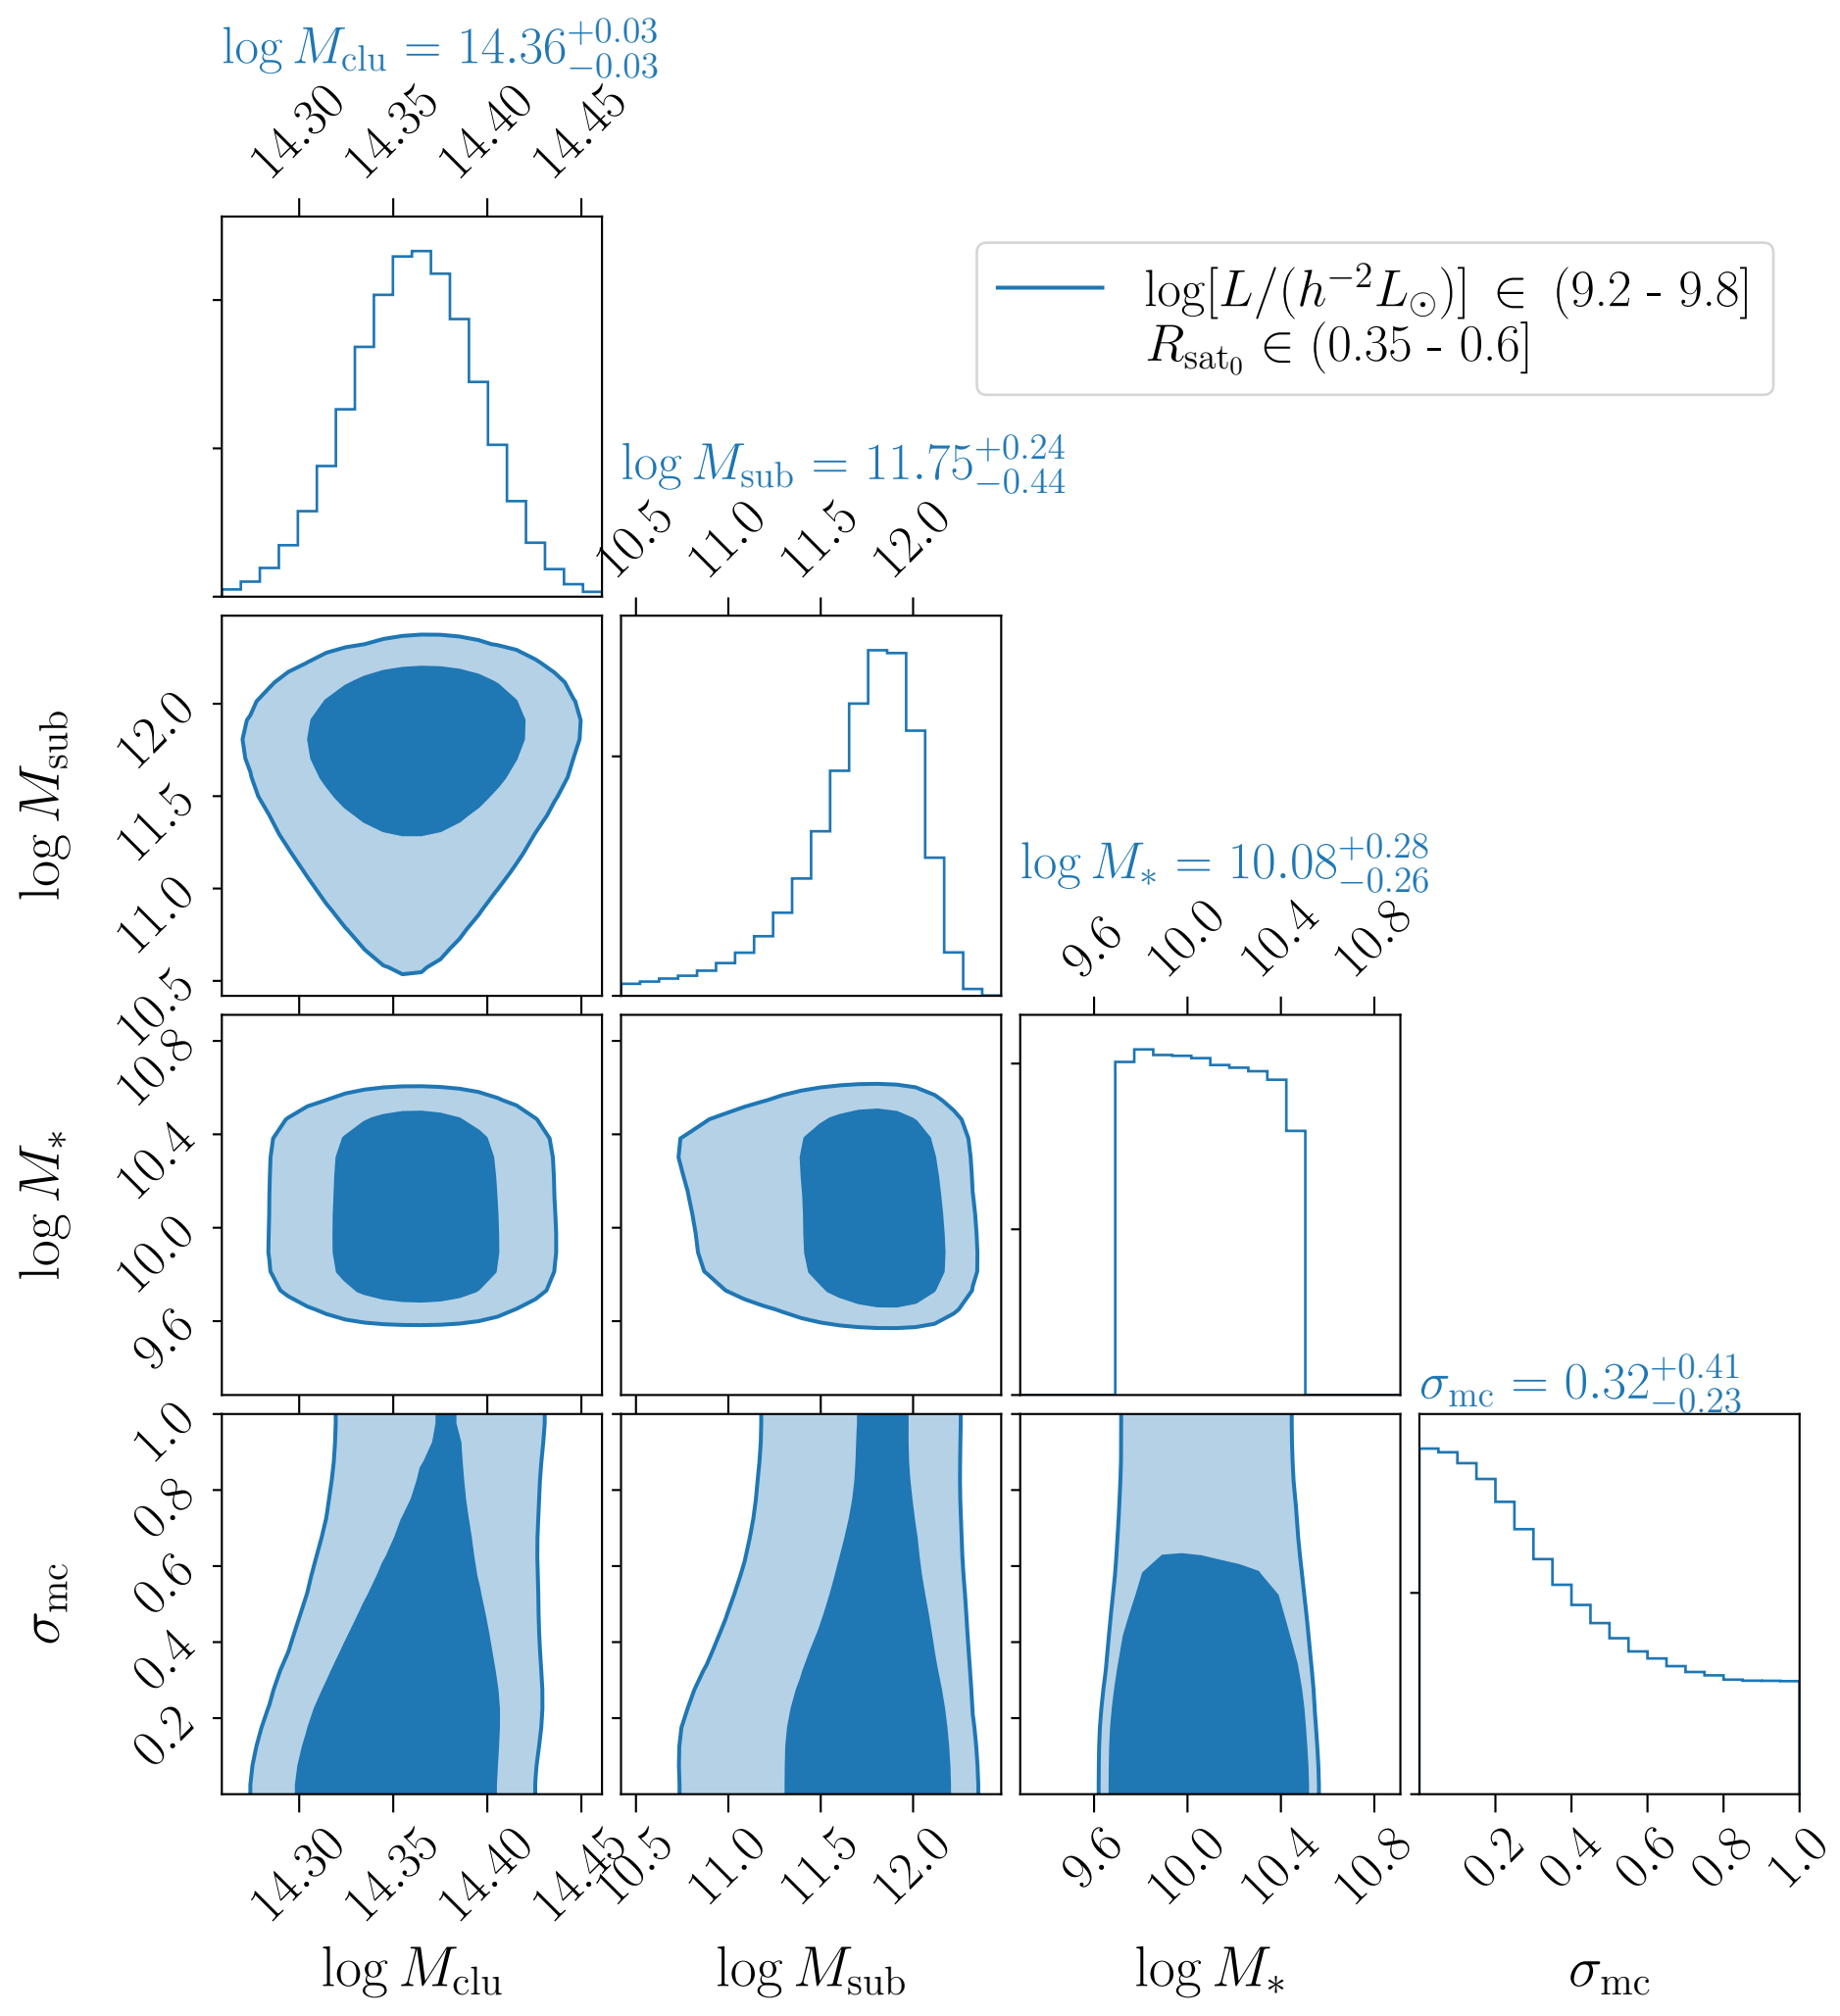 log M_clu = 14.36^{+0.03}_{-0.03}
14.30 14.35 14.40 14.45
log[L/(h^{-2}L_⊙)] ∈ (9.2 - 9.8]
R_{sat_0} ∈ (0.35 - 0.6]
log M_sub = 11.75^{+0.24}_{-0.44}
10.5 11.0 11.5 12.0
log M_sub
12.0
11.5
11.0
10.5
log M_* = 10.08^{+0.28}_{-0.26}
9.6 10.0 10.4 10.8
log M_*
10.8
10.4
10.0
9.6
σ_mc = 0.32^{+0.41}_{-0.23}
σ_mc
1.0
0.8
0.6
0.4
0.2
14.30 14.35 14.40 14.45 10.5 11.0 11.5 12.0 9.6 10.0 10.4 10.8 0.2 0.4 0.6 0.8 1.0
log M_clu log M_sub log M_* σ_mc